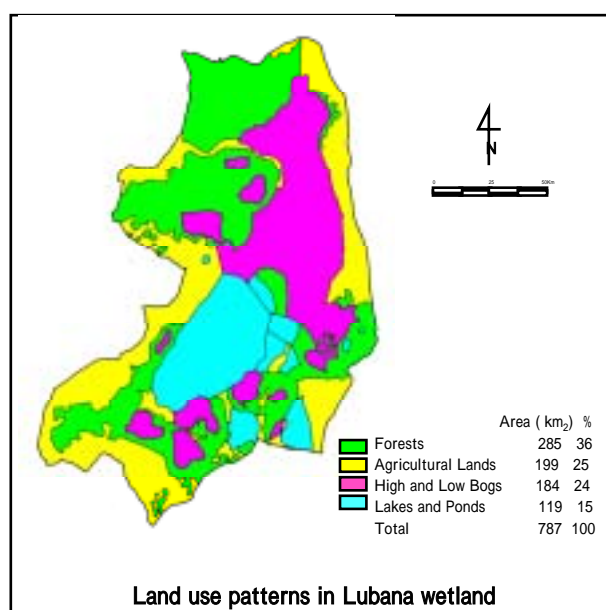 N
0 25 50Km
Area ( km2) %
Forests 285 36
Agricultural Lands 199 25
High and Low Bogs 184 24
Lakes and Ponds 119 15
Total 787 100
Land use patterns in Lubana wetland